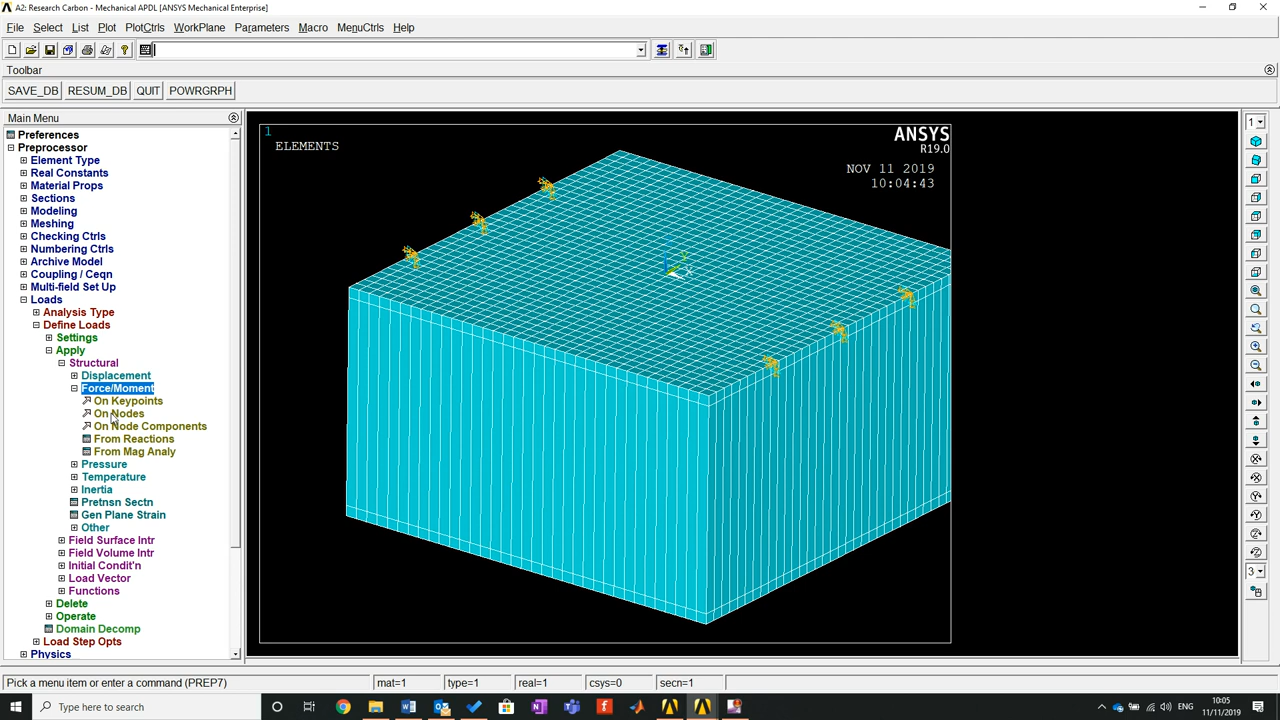 A2: Research Carbon - Mechanical APDL [ANSYS Mechanical Enterprise]
File Select List Plot PlotCtrls WorkPlane Parameters Macro MenuCtrls Help
Toolbar
SAVE_DB RESUM_DB QUIT POWRGRPH
Main Menu
Preferences
Preprocessor
Element Type
Real Constants
Material Props
Sections
Modeling
Meshing
Checking Ctrls
Numbering Ctrls
Archive Model
Coupling / Ceqn
Multi-field Set Up
Loads
Analysis Type
Define Loads
Settings
Apply
Structural
Displacement
Force/Moment
On Keypoints
On Nodes
On Node Components
From Reactions
From Mag Analy
Pressure
Temperature
Inertia
Pretnsn Sectn
Gen Plane Strain
Other
Field Surface Intr
Field Volume Intr
Initial Condit'n
Load Vector
Functions
Delete
Operate
Domain Decomp
Load Step Opts
Physics
1
ELEMENTS
ANSYS
R19.0
NOV 11 2019
10:04:43
Y
X
1
3
Pick a menu item or enter a command (PREP7)
mat=1 type=1 real=1 csys=0 secn=1
Type here to search
ENG
10:05
11/11/2019